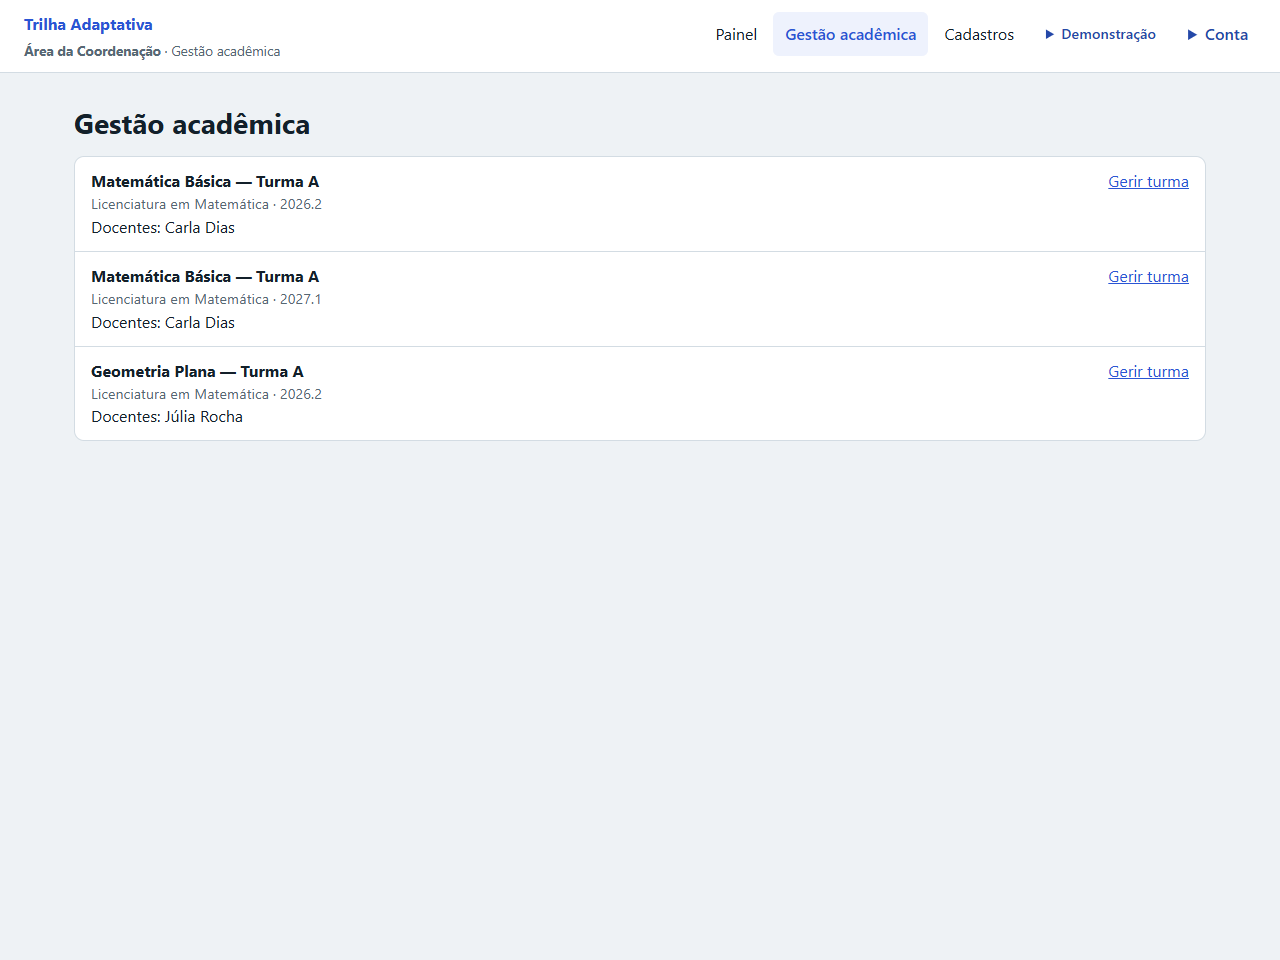 Trilha Adaptativa
Área da Coordenação · Gestão acadêmica
Painel
Gestão acadêmica
Cadastros
▶ Demonstração
▶ Conta
Gestão acadêmica
Matemática Básica — Turma A
Gerir turma
Licenciatura em Matemática · 2026.2
Docentes: Carla Dias
Matemática Básica — Turma A
Gerir turma
Licenciatura em Matemática · 2027.1
Docentes: Carla Dias
Geometria Plana — Turma A
Gerir turma
Licenciatura em Matemática · 2026.2
Docentes: Júlia Rocha